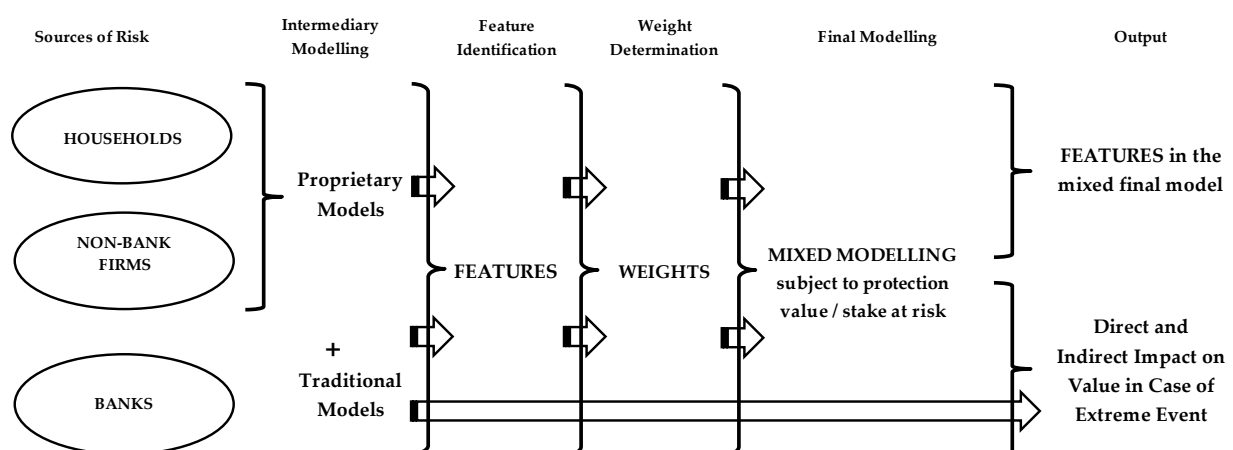 Sources of Risk
Intermediary
Modelling
Feature
Identification
Weight
Determination
Final Modelling
Output
HOUSEHOLDS
NON-BANK
FIRMS
BANKS
Proprietary
Models
+
Traditional
Models
FEATURES
WEIGHTS
MIXED MODELLING
subject to protection
value / stake at risk
FEATURES in the
mixed final model
Direct and
Indirect Impact on
Value in Case of
Extreme Event